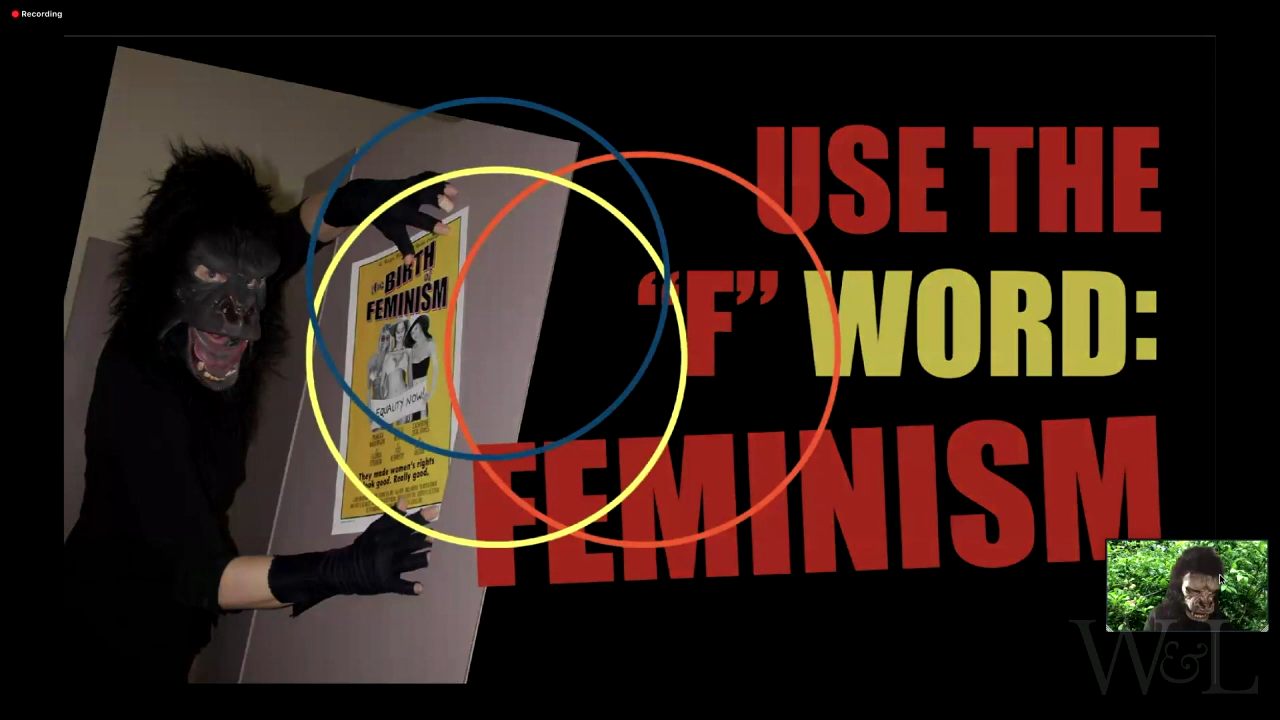 Recording
USE THE
“F” WORD:
FEMINISM
The BIRTH
of
FEMINISM
EQUALITY NOW!
They made women's rights
look good. Really good.
W&L